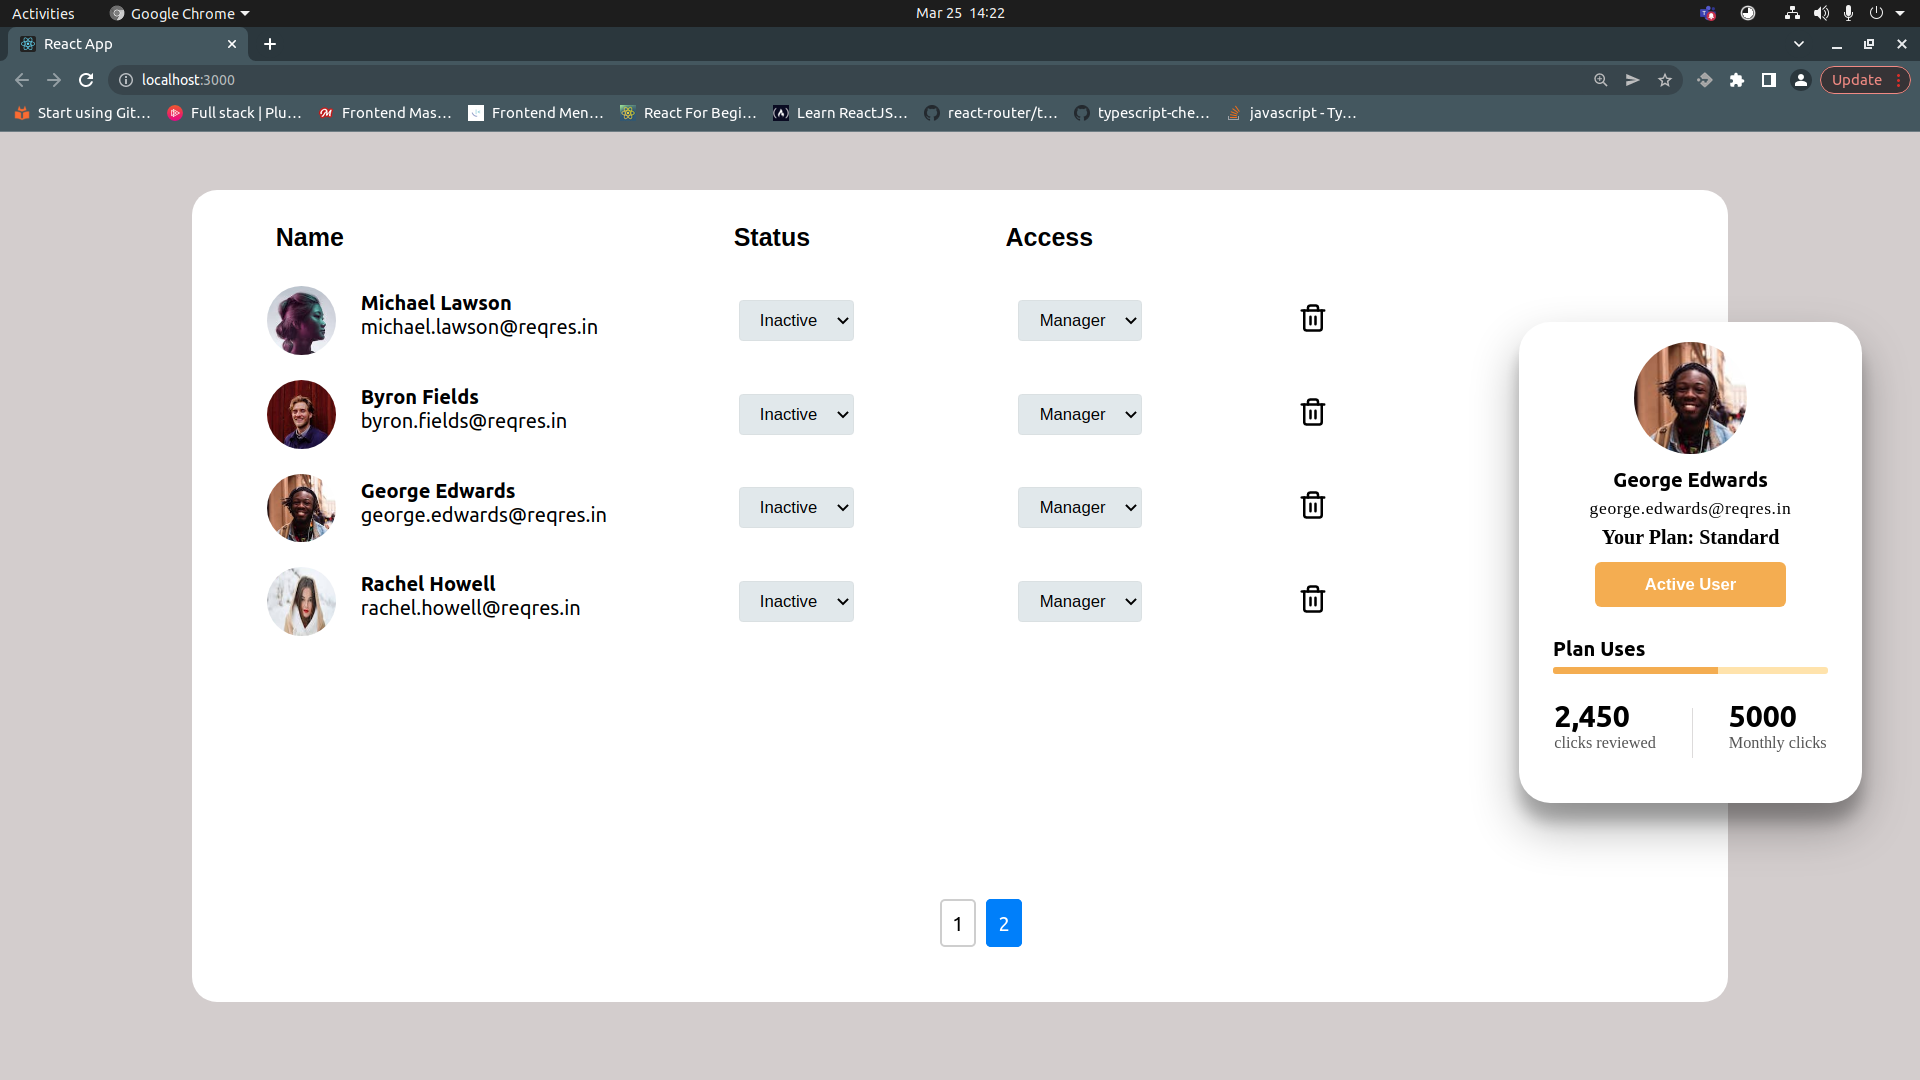 Activities Google Chrome Mar 25 14:22
React App
localhost:3000 Update
Start using Git... Full stack | Plu... Frontend Mas... Frontend Men... React For Begi... Learn ReactJS... react-router/t... typescript-che... javascript - Ty...
Name Status Access
Michael Lawson
michael.lawson@reqres.in
Inactive Manager
Byron Fields
byron.fields@reqres.in
Inactive Manager
George Edwards
george.edwards@reqres.in
Inactive Manager
Rachel Howell
rachel.howell@reqres.in
Inactive Manager
George Edwards
george.edwards@reqres.in
Your Plan: Standard
Active User
Plan Uses
2,450 5000
clicks reviewed Monthly clicks
1 2